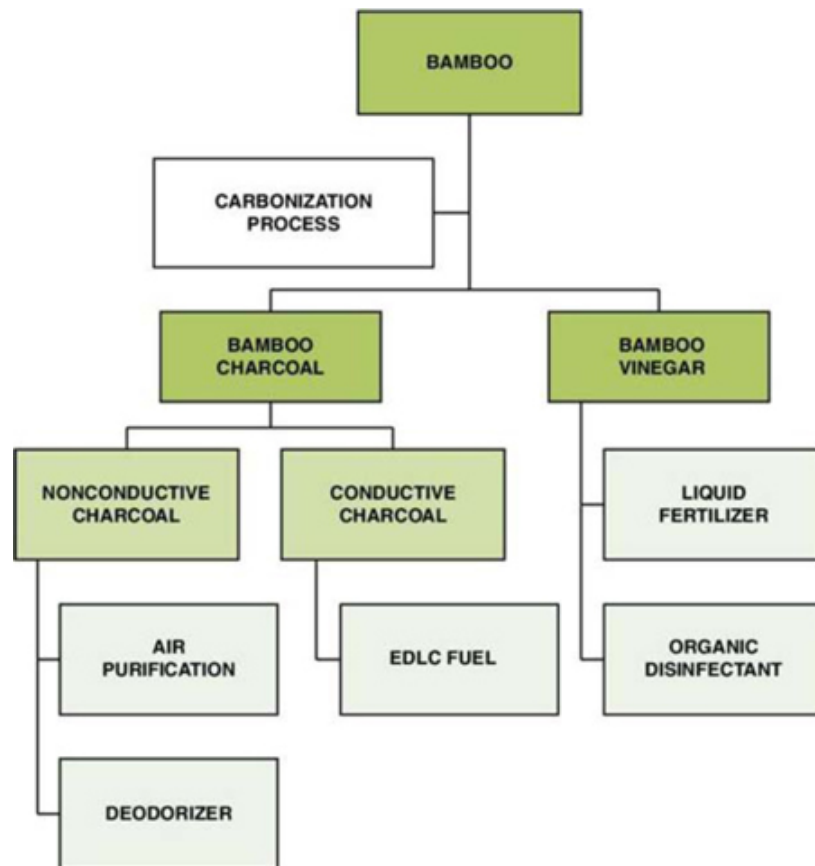 BAMBOO
CARBONIZATION
PROCESS
BAMBOO
CHARCOAL
BAMBOO
VINEGAR
NONCONDUCTIVE
CHARCOAL
CONDUCTIVE
CHARCOAL
LIQUID
FERTILIZER
AIR
PURIFICATION
EDLC FUEL
ORGANIC
DISINFECTANT
DEODORIZER